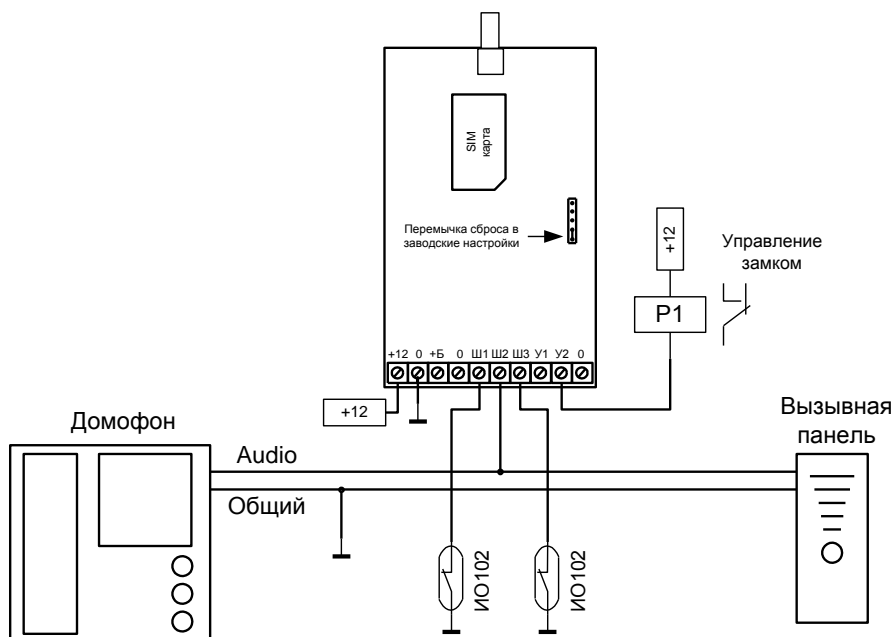 SIM
карта
Перемычка сброса в
заводские настройки
+12
Управление
замком
P1
+12 0 +Б 0 Ш1 Ш2 Ш3 У1 У2 0
+12
Домофон
Вызывная
панель
Audio
Общий
ИО102
ИО102